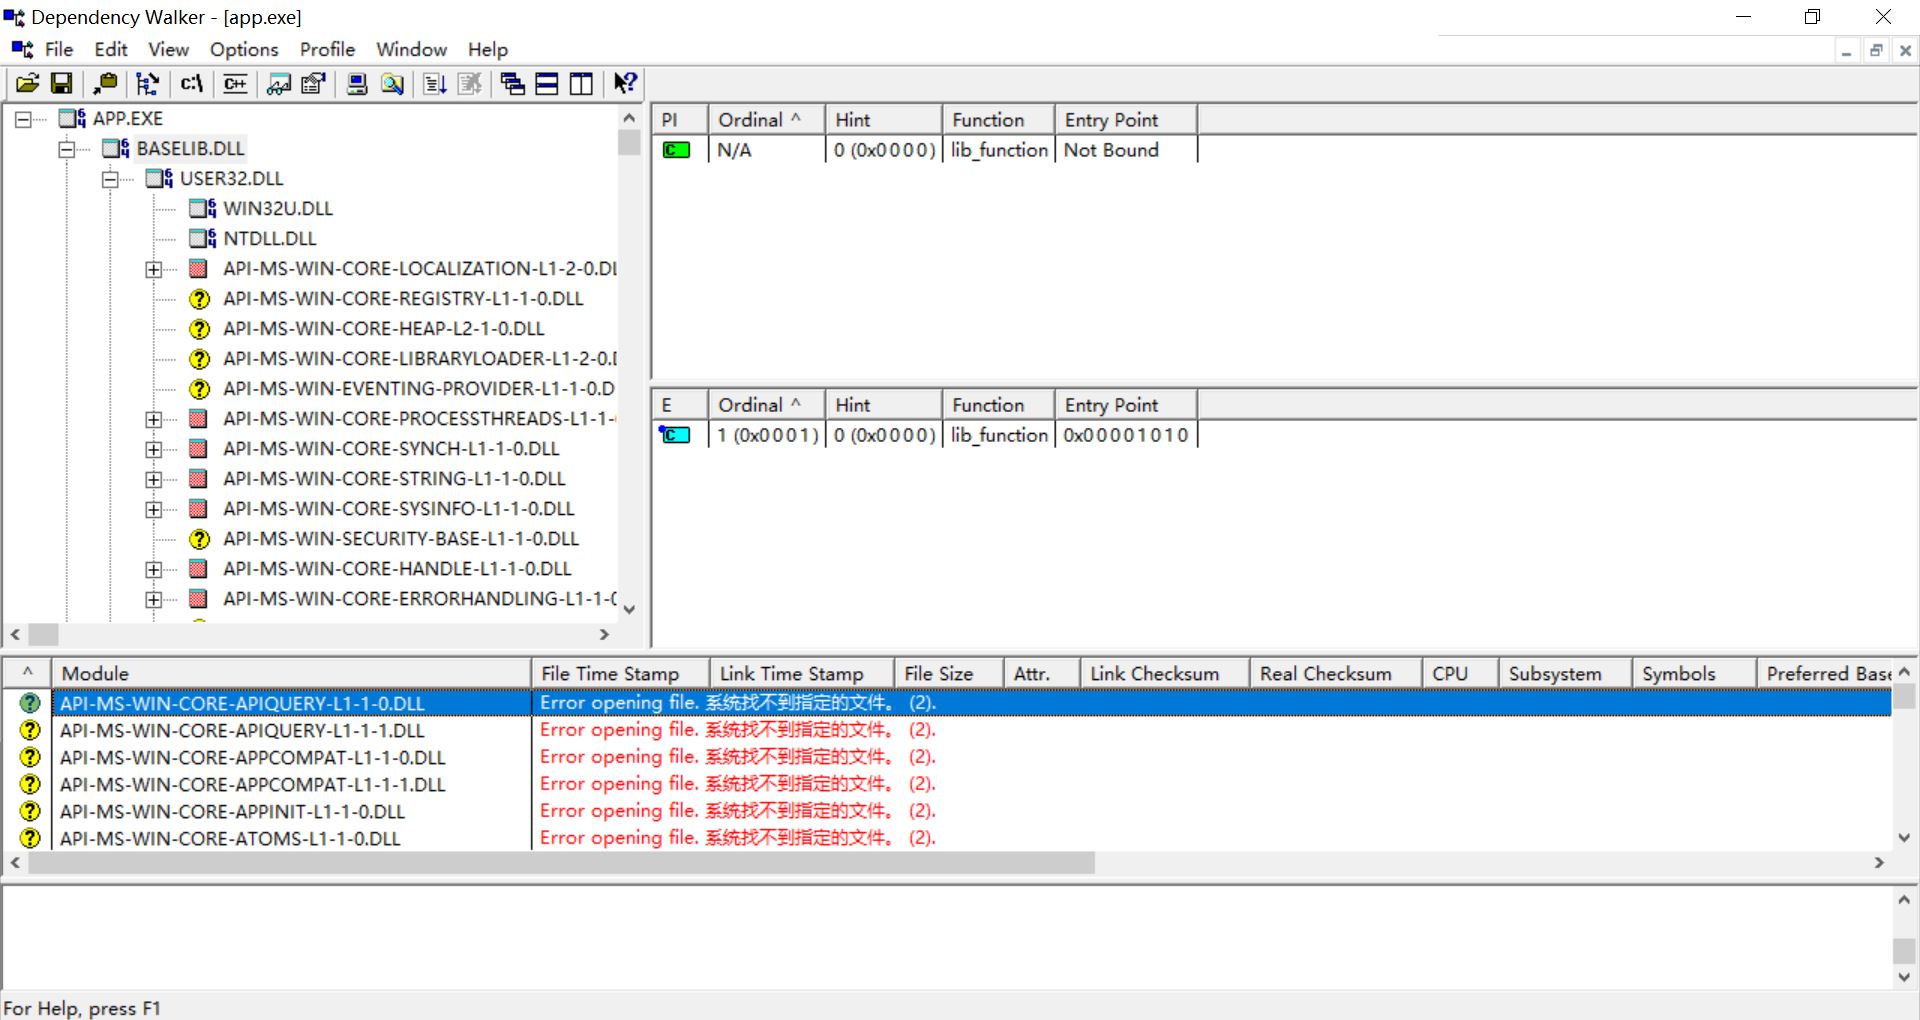 Dependency Walker - [app.exe]
File Edit View Options Profile Window Help
c:\ C++
APP.EXE
BASELIB.DLL
USER32.DLL
WIN32U.DLL
NTDLL.DLL
API-MS-WIN-CORE-LOCALIZATION-L1-2-0.DL
API-MS-WIN-CORE-REGISTRY-L1-1-0.DLL
API-MS-WIN-CORE-HEAP-L2-1-0.DLL
API-MS-WIN-CORE-LIBRARYLOADER-L1-2-0.D
API-MS-WIN-EVENTING-PROVIDER-L1-1-0.D
API-MS-WIN-CORE-PROCESSTHREADS-L1-1-
API-MS-WIN-CORE-SYNCH-L1-1-0.DLL
API-MS-WIN-CORE-STRING-L1-1-0.DLL
API-MS-WIN-CORE-SYSINFO-L1-1-0.DLL
API-MS-WIN-SECURITY-BASE-L1-1-0.DLL
API-MS-WIN-CORE-HANDLE-L1-1-0.DLL
API-MS-WIN-CORE-ERRORHANDLING-L1-1-0
PI Ordinal ^ Hint Function Entry Point
C N/A 0 (0x0000) lib_function Not Bound
E Ordinal ^ Hint Function Entry Point
C 1 (0x0001) 0 (0x0000) lib_function 0x00001010
^ Module File Time Stamp Link Time Stamp File Size Attr. Link Checksum Real Checksum CPU Subsystem Symbols Preferred Base
? API-MS-WIN-CORE-APIQUERY-L1-1-0.DLL Error opening file. 系统找不到指定的文件。 (2).
? API-MS-WIN-CORE-APIQUERY-L1-1-1.DLL Error opening file. 系统找不到指定的文件。 (2).
? API-MS-WIN-CORE-APPCOMPAT-L1-1-0.DLL Error opening file. 系统找不到指定的文件。 (2).
? API-MS-WIN-CORE-APPCOMPAT-L1-1-1.DLL Error opening file. 系统找不到指定的文件。 (2).
? API-MS-WIN-CORE-APPINIT-L1-1-0.DLL Error opening file. 系统找不到指定的文件。 (2).
? API-MS-WIN-CORE-ATOMS-L1-1-0.DLL Error opening file. 系统找不到指定的文件。 (2).
For Help, press F1